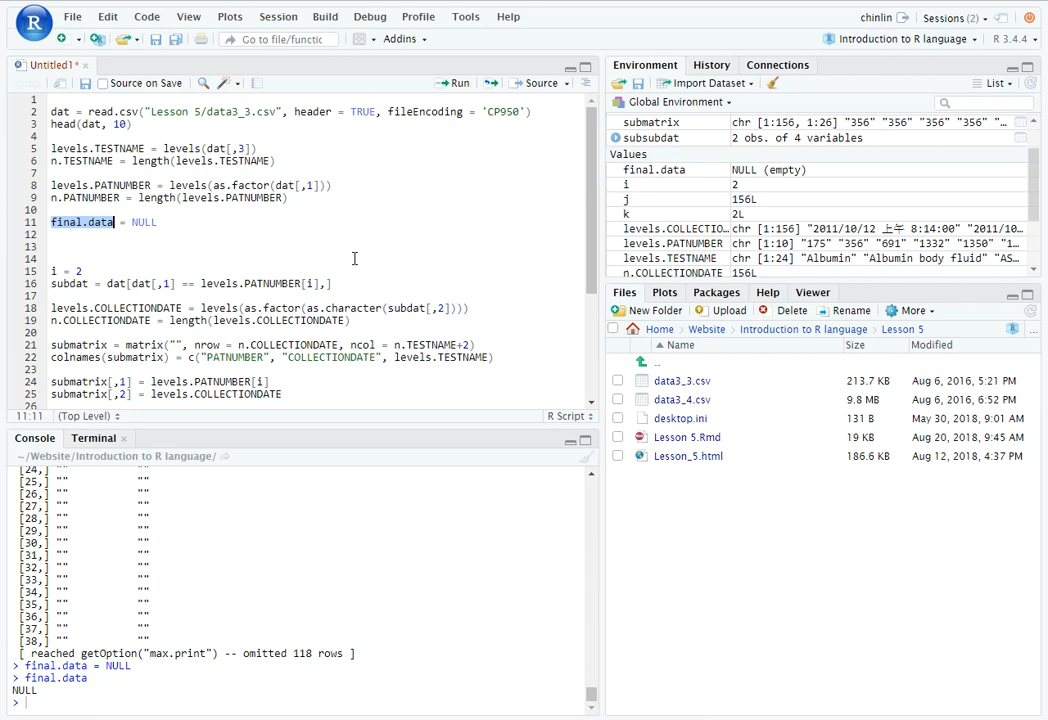 File Edit Code View Plots Session Build Debug Profile Tools Help
chinlin Sessions (2)
Go to file/functic Addins
Introduction to R language R 3.4.4
Untitled1* ×
Source on Save Run Source
1
2 dat = read.csv("Lesson 5/data3_3.csv", header = TRUE, fileEncoding = 'CP950')
3 head(dat, 10)
4
5 levels.TESTNAME = levels(dat[,3])
6 n.TESTNAME = length(levels.TESTNAME)
7
8 levels.PATNUMBER = levels(as.factor(dat[,1]))
9 n.PATNUMBER = length(levels.PATNUMBER)
10
11 final.data = NULL
12
13
14
15 i = 2
16 subdat = dat[dat[,1] == levels.PATNUMBER[i],]
17
18 levels.COLLECTIONDATE = levels(as.factor(as.character(subdat[,2])))
19 n.COLLECTIONDATE = length(levels.COLLECTIONDATE)
20
21 submatrix = matrix("", nrow = n.COLLECTIONDATE, ncol = n.TESTNAME+2)
22 colnames(submatrix) = c("PATNUMBER", "COLLECTIONDATE", levels.TESTNAME)
23
24 submatrix[,1] = levels.PATNUMBER[i]
25 submatrix[,2] = levels.COLLECTIONDATE
26
11:11 (Top Level) R Script
Console Terminal ×
~/Website/Introduction to R language/
[24,] "" ""
[25,] "" ""
[26,] "" ""
[27,] "" ""
[28,] "" ""
[29,] "" ""
[30,] "" ""
[31,] "" ""
[32,] "" ""
[33,] "" ""
[34,] "" ""
[35,] "" ""
[36,] "" ""
[37,] "" ""
[38,] "" ""
[ reached getOption("max.print") -- omitted 118 rows ]
> final.data = NULL
> final.data
NULL
>
Environment History Connections
Import Dataset List
Global Environment
submatrix chr [1:156, 1:26] "356" "356" "356" "356" "…
subsubdat 2 obs. of 4 variables
Values
final.data NULL (empty)
i 2
j 156L
k 2L
levels.COLLECTIO… chr [1:156] "2011/10/12 上午 8:14:00" "2011/10…
levels.PATNUMBER chr [1:10] "175" "356" "691" "1332" "1350" "1…
levels.TESTNAME chr [1:24] "Albumin" "Albumin body fluid" "AS…
n.COLLECTIONDATE 156L
Files Plots Packages Help Viewer
New Folder Upload Delete Rename More
Home Website Introduction to R language Lesson 5 R ...
Name Size Modified
..
data3_3.csv 213.7 KB Aug 6, 2016, 5:21 PM
data3_4.csv 9.8 MB Aug 6, 2016, 6:52 PM
desktop.ini 131 B May 30, 2018, 9:01 AM
Lesson 5.Rmd 19 KB Aug 20, 2018, 9:45 AM
Lesson_5.html 186.6 KB Aug 12, 2018, 4:37 PM